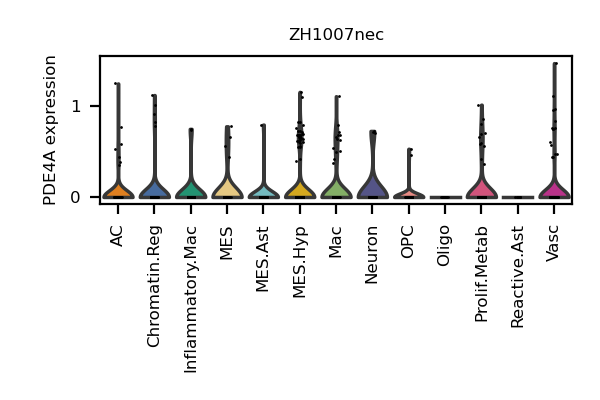 ZH1007nec
PDE4A expression
1
0
AC
Chromatin.Reg
Inflammatory.Mac
MES
MES.Ast
MES.Hyp
Mac
Neuron
OPC
Oligo
Prolif.Metab
Reactive.Ast
Vasc